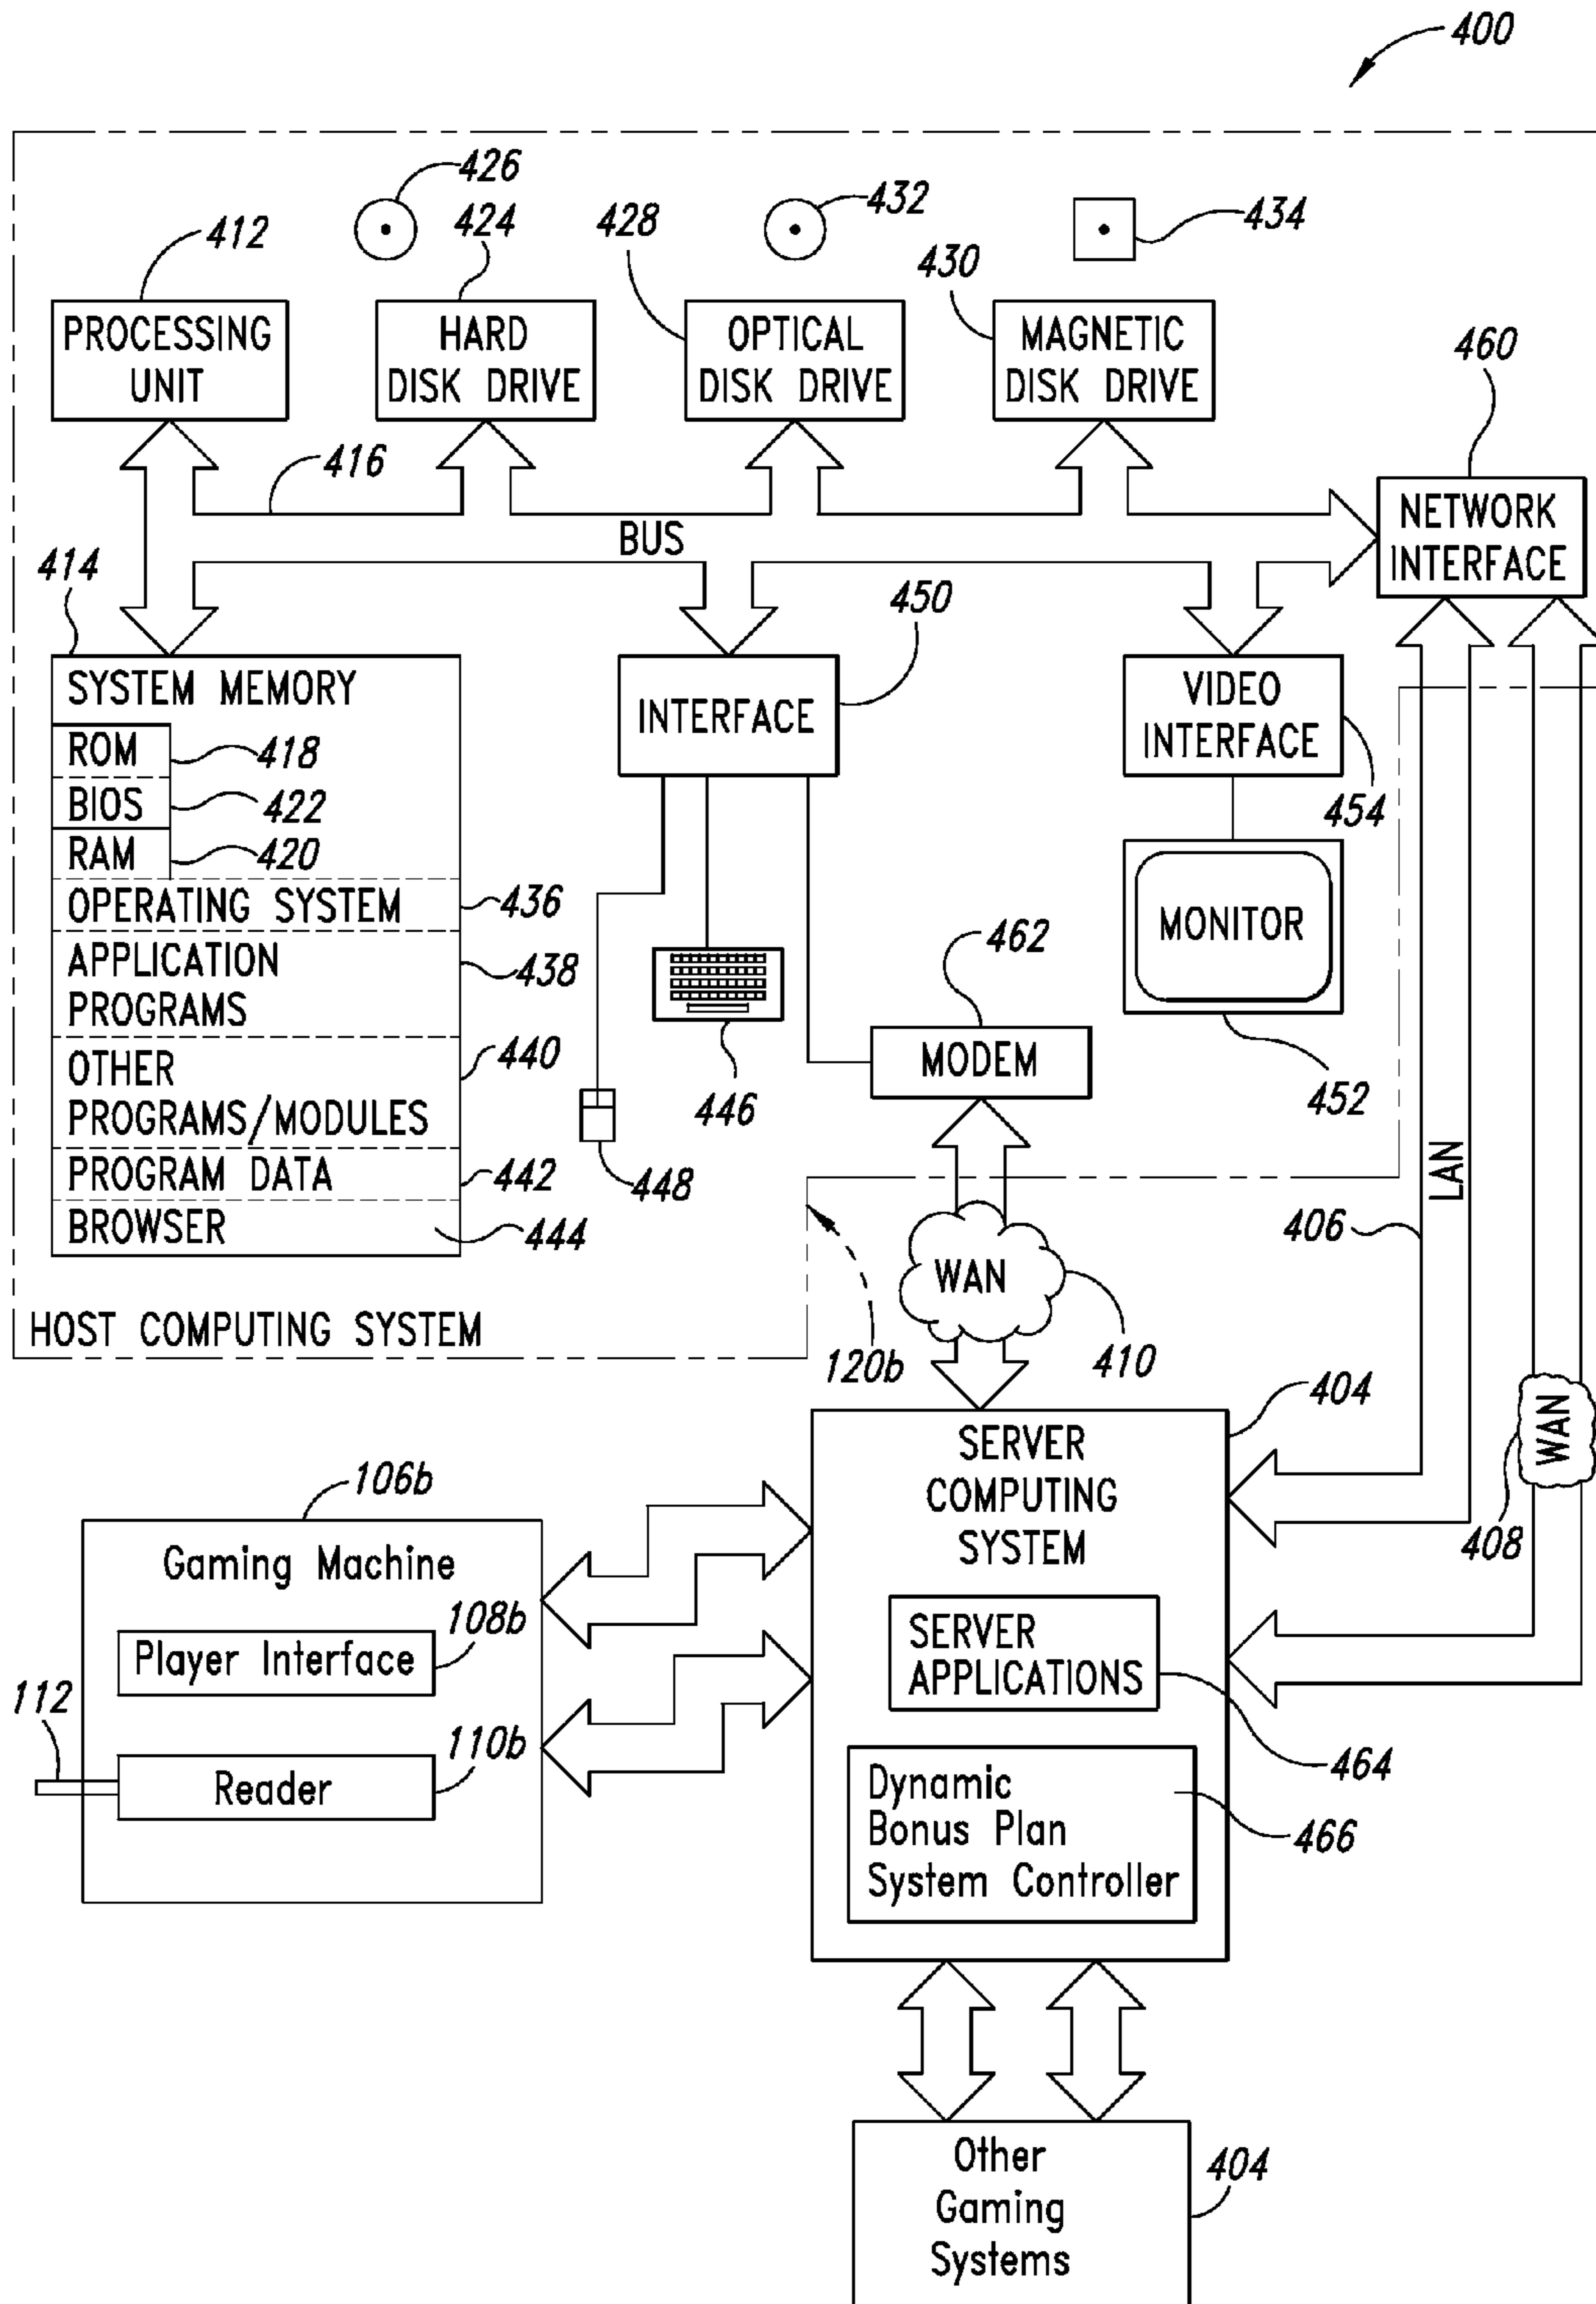 400
426
432
434
412
424
428
430
PROCESSING
UNIT
HARD
DISK DRIVE
OPTICAL
DISK DRIVE
MAGNETIC
DISK DRIVE
460
416
NETWORK
INTERFACE
BUS
414
450
SYSTEM MEMORY
ROM
418
BIOS
422
RAM
420
OPERATING SYSTEM
436
APPLICATION
PROGRAMS
438
OTHER
PROGRAMS/MODULES
440
PROGRAM DATA
442
BROWSER
444
INTERFACE
VIDEO
INTERFACE
454
MONITOR
452
462
MODEM
446
448
LAN
406
WAN
410
HOST COMPUTING SYSTEM
120b
404
WAN
408
SERVER
COMPUTING
SYSTEM
106b
Gaming Machine
108b
Player Interface
112
110b
Reader
SERVER
APPLICATIONS
464
Dynamic
Bonus Plan
System Controller
466
Other
Gaming
Systems
404